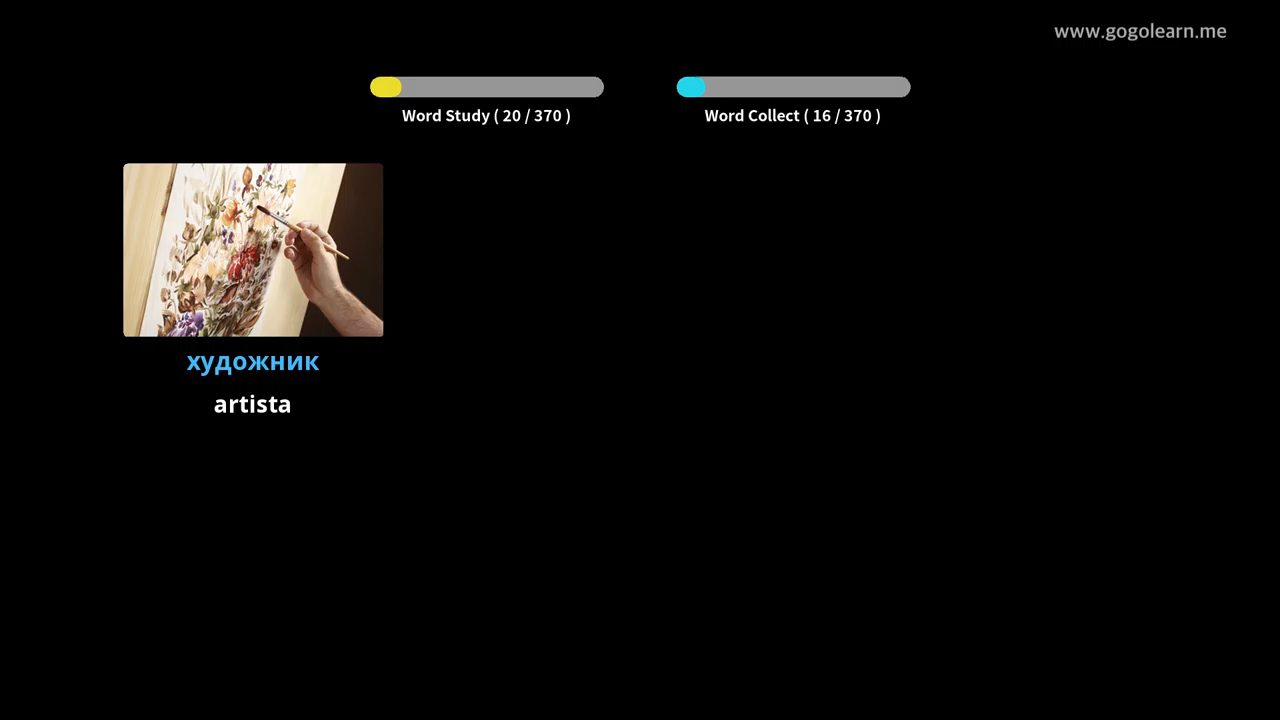 www.gogolearn.me
Word Study ( 20 / 370 )
Word Collect ( 16 / 370 )
художник
artista